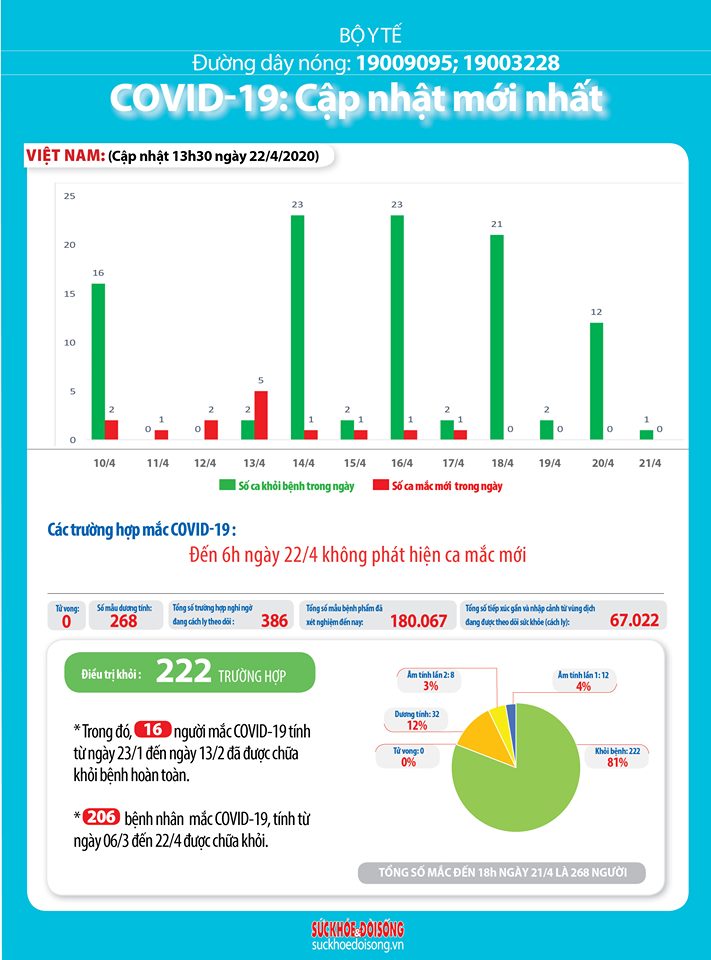 BỘ Y TẾ
Đường dây nóng: 19009095; 19003228
COVID-19: Cập nhật mới nhất
VIỆT NAM: (Cập nhật 13h30 ngày 22/4/2020)
25
20
15
10
5
0
16
2
0
1
0
2
2
5
23
1
2
1
23
1
2
1
21
0
2
0
12
0
1
0
10/4 11/4 12/4 13/4 14/4 15/4 16/4 17/4 18/4 19/4 20/4 21/4
Số ca khỏi bệnh trong ngày Số ca mắc mới trong ngày
Các trường hợp mắc COVID-19 :
Đến 6h ngày 22/4 không phát hiện ca mắc mới
Tử vong:
0
Số mẫu dương tính:
268
Tổng số trường hợp nghi ngờ
đang cách ly theo dõi : 386
Tổng số mẫu bệnh phẩm đã
xét nghiệm đến nay: 180.067
Tổng số tiếp xúc gần và nhập cảnh từ vùng dịch
đang được theo dõi sức khỏe (cách ly): 67.022
Điều trị khỏi : 222 TRƯỜNG HỢP
* Trong đó, 16 người mắc COVID-19 tính
từ ngày 23/1 đến ngày 13/2 đã được chữa
khỏi bệnh hoàn toàn.
* 206 bệnh nhân mắc COVID-19, tính từ
ngày 06/3 đến 22/4 được chữa khỏi.
Âm tính lần 2: 8
3%
Âm tính lần 1: 12
4%
Dương tính: 32
12%
Tử vong: 0
0%
Khỏi bệnh: 222
81%
TỔNG SỐ MẮC ĐẾN 18h NGÀY 21/4 LÀ 268 NGƯỜI
SỨC KHỎE & ĐỜI SỐNG
suckhoedoisong.vn